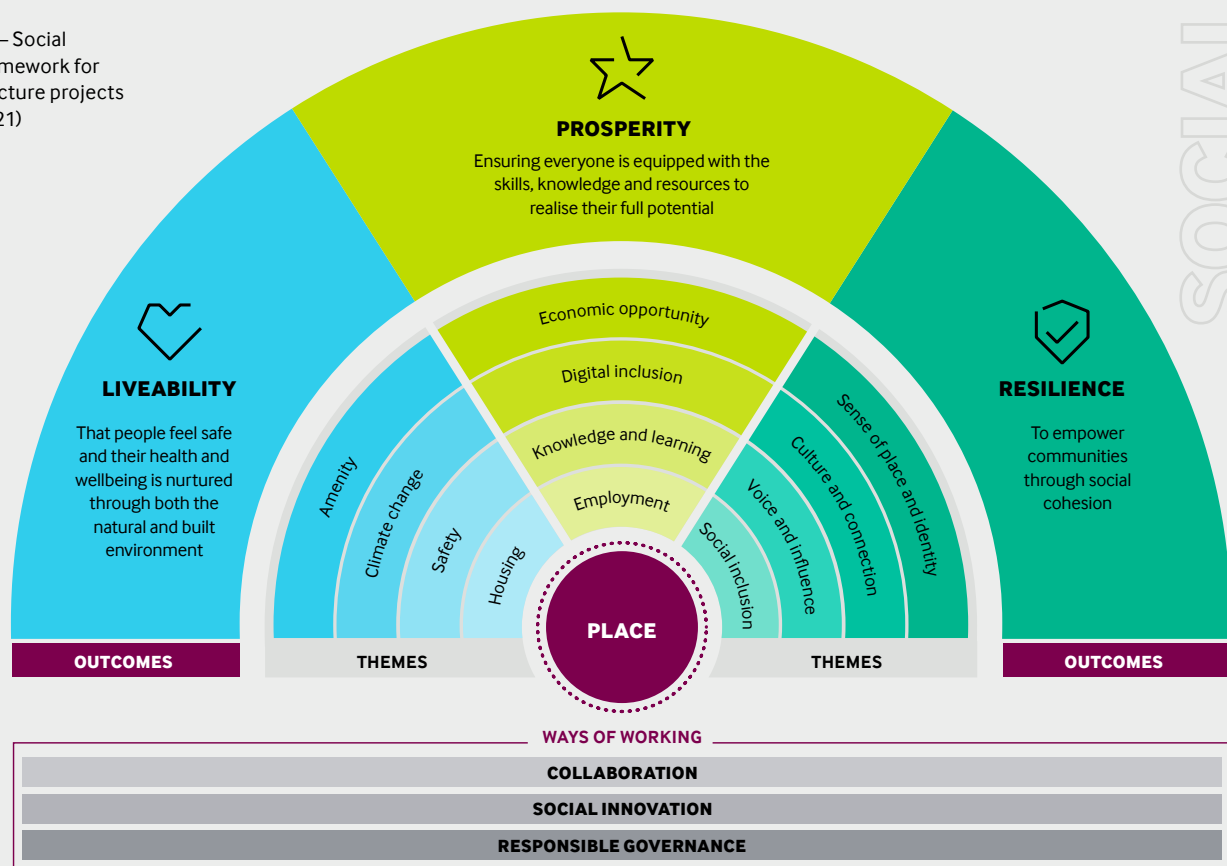 – Social
mework for
cture projects
21)
SOCIAL
PROSPERITY
Ensuring everyone is equipped with the
skills, knowledge and resources to
realise their full potential
LIVEABILITY
That people feel safe
and their health and
wellbeing is nurtured
through both the
natural and built
environment
RESILIENCE
To empower
communities
through social
cohesion
Economic opportunity
Digital inclusion
Knowledge and learning
Employment
Amenity
Climate change
Safety
Housing
Social inclusion
Voice and influence
Culture and connection
Sense of place and identity
PLACE
OUTCOMES
THEMES
THEMES
OUTCOMES
WAYS OF WORKING
COLLABORATION
SOCIAL INNOVATION
RESPONSIBLE GOVERNANCE